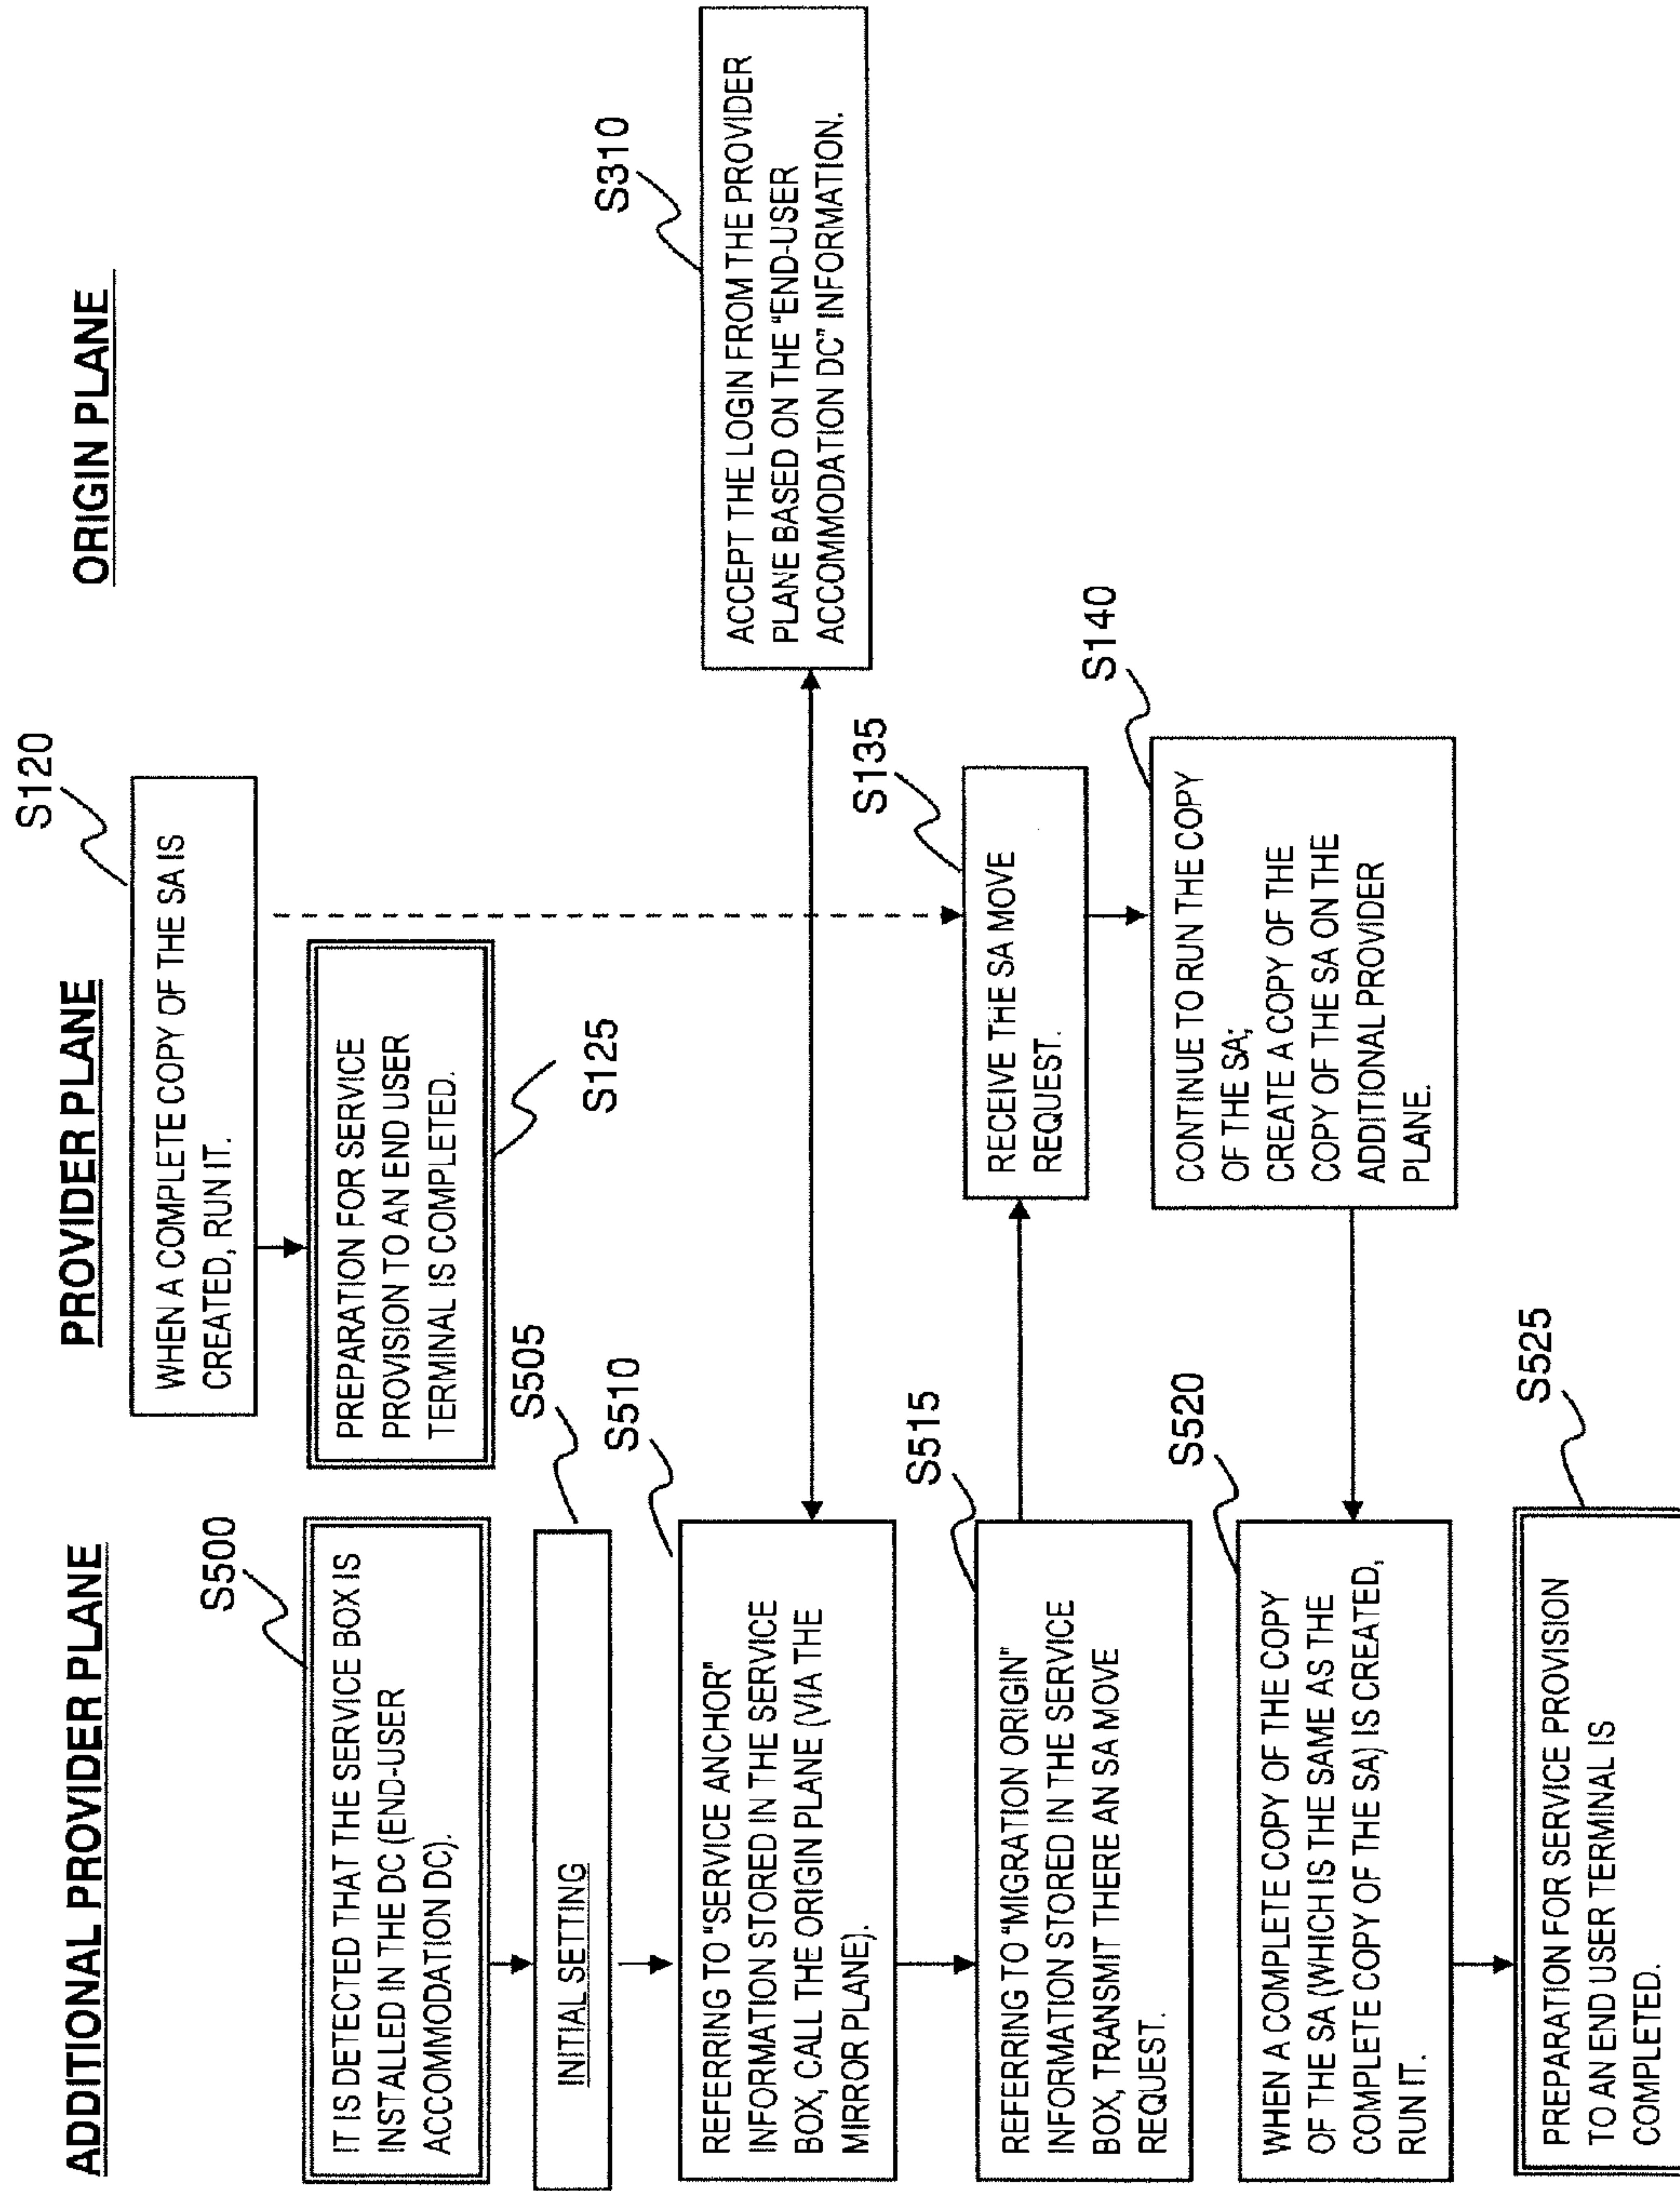 ADDITIONAL PROVIDER PLANE
PROVIDER PLANE
ORIGIN PLANE
S120
WHEN A COMPLETE COPY OF THE SA IS
CREATED, RUN IT.
S500
IT IS DETECTED THAT THE SERVICE BOX IS
INSTALLED IN THE DC (END-USER
ACCOMMODATION DC).
PREPARATION FOR SERVICE
PROVISION TO AN END USER
TERMINAL IS COMPLETED.
S125
S505
INITIAL SETTING
S510
REFERRING TO "SERVICE ANCHOR"
INFORMATION STORED IN THE SERVICE
BOX, CALL THE ORIGIN PLANE (VIA THE
MIRROR PLANE).
S310
ACCEPT THE LOGIN FROM THE PROVIDER
PLANE BASED ON THE "END-USER
ACCOMMODATION DC" INFORMATION.
S515
REFERRING TO "MIGRATION ORIGIN"
INFORMATION STORED IN THE SERVICE
BOX, TRANSMIT THERE AN SA MOVE
REQUEST.
S135
RECEIVE THE SA MOVE
REQUEST.
S140
CONTINUE TO RUN THE COPY
OF THE SA;
CREATE A COPY OF THE
COPY OF THE SA ON THE
ADDITIONAL PROVIDER
PLANE.
S520
WHEN A COMPLETE COPY OF THE COPY
OF THE SA (WHICH IS THE SAME AS THE
COMPLETE COPY OF THE SA) IS CREATED,
RUN IT.
S525
PREPARATION FOR SERVICE PROVISION
TO AN END USER TERMINAL IS
COMPLETED.